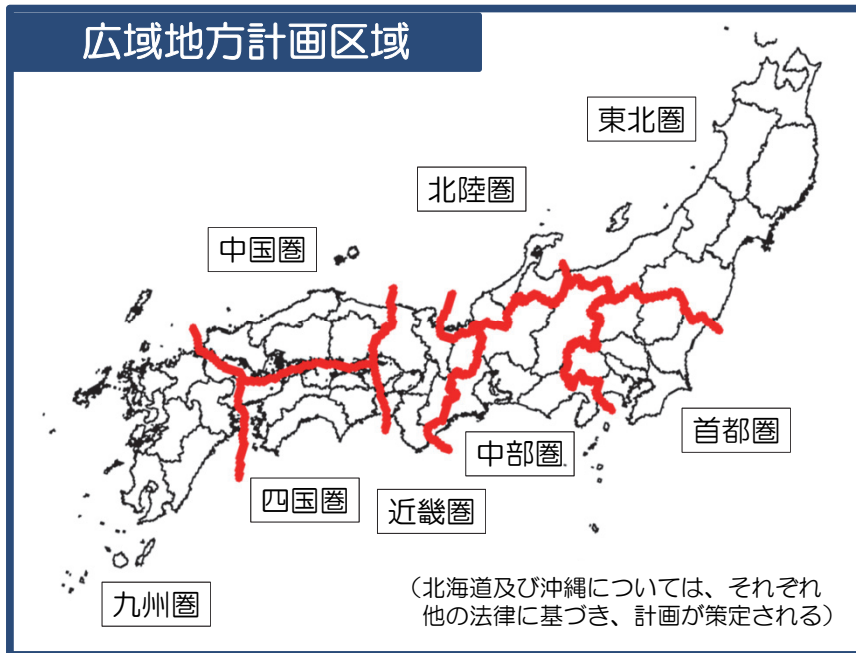 広域地方計画区域
東北圏
北陸圏
中国圏
首都圏
中部圏.
四国圏
近畿圏
九州圏
（北海道及び沖縄については、それぞれ
他の法律に基づき、計画が策定される）